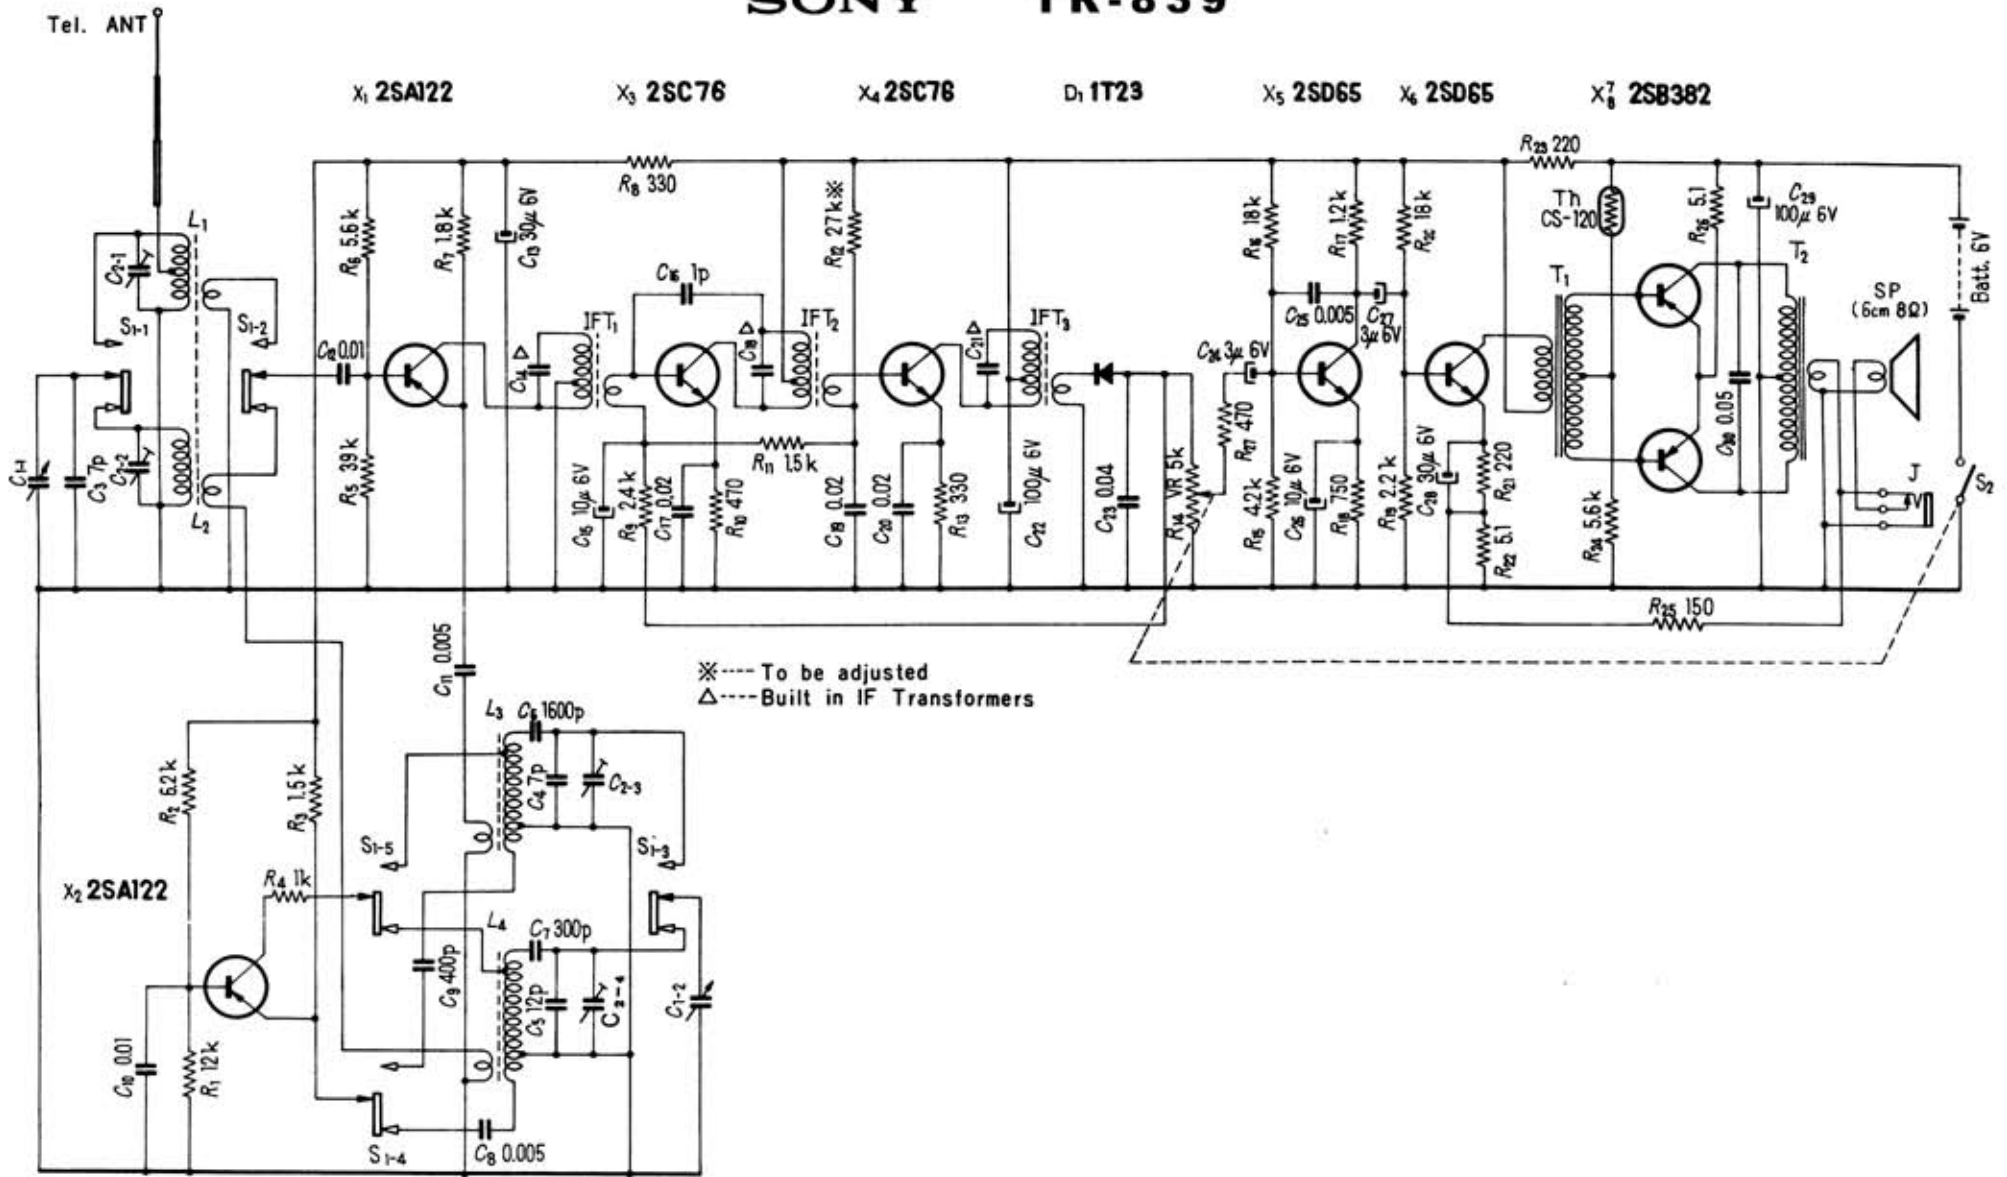 SONY TR-839
Tel. ANT
X₁ 2SA122
X₃ 2SC76
X₄ 2SC76
D₁ 1T23
X₅ 2SD65
X₆ 2SD65
X⁷₈ 2SB382
R₂₃ 220
R₈ 330
L₁
C₂₋₁
S₁₋₁
S₁₋₂
R₆ 5.6k
R₇ 1.8k
C₁₃ 30μ 6V
C₁₆ 1p
R₁₂ 27k※
R₁₆ 18k
R₁₇ 1.2k
R₂₀ 18k
Th
CS-120
R₂₆ 5.1
C₂₉
100μ 6V
Batt. 6V
T₁
T₂
SP
(6cm 8Ω)
C₂₅ 0.005
C₂₇
3μ 6V
C₁₂ 0.01
△
C₁₄
IFT₁
△
C₁₈
IFT₂
△
C₂₁
IFT₃
C₂₄ 3μ 6V
R₂₇ 470
C₃₀ 0.05
C₁₋₁
C₃ 7p
C₂₋₂
L₂
R₅ 39k
C₁₅ 10μ 6V
R₉ 2.4k
C₁₇ 0.02
R₁₀ 470
R₁₁ 1.5k
C₁₉ 0.02
C₂₀ 0.02
R₁₃ 330
C₂₂ 100μ 6V
C₂₃ 0.04
R₁₄ VR 5k
R₁₅ 4.2k
C₂₆ 10μ 6V
R₁₈ 750
R₁₉ 2.2k
C₂₈ 30μ 6V
R₂₁ 220
R₂₂ 5.1
R₂₄ 5.6k
J
S₂
R₂₅ 150
C₁₁ 0.005
※----To be adjusted
△----Built in IF Transformers
L₃
C₆ 1600p
C₄ 7p
C₂₋₃
R₂ 6.2k
R₃ 1.5k
S₁₋₅
S₁₋₃
X₂ 2SA122
R₄ 1k
L₄
C₇ 300p
C₉ 400p
C₅ 12p
C₂₋₄
C₁₋₂
C₁₀ 0.01
R₁ 12k
S₁₋₄
C₈ 0.005